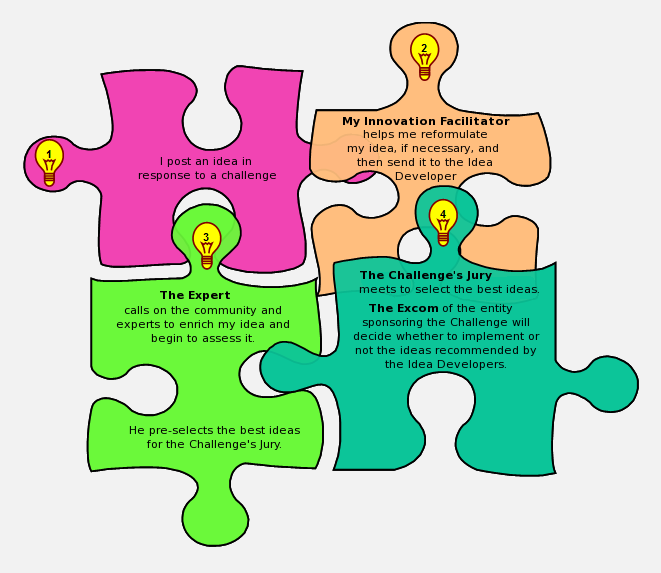 1
I post an idea in
response to a challenge
2
My Innovation Facilitator
helps me reformulate
my idea, if necessary, and
then send it to the Idea
Developer
3
The Expert
calls on the community and
experts to enrich my idea and
begin to assess it.
He pre-selects the best ideas
for the Challenge's Jury.
4
The Challenge's Jury
meets to select the best ideas.
The Excom of the entity
sponsoring the Challenge will
decide whether to implement or
not the ideas recommended by
the Idea Developers.